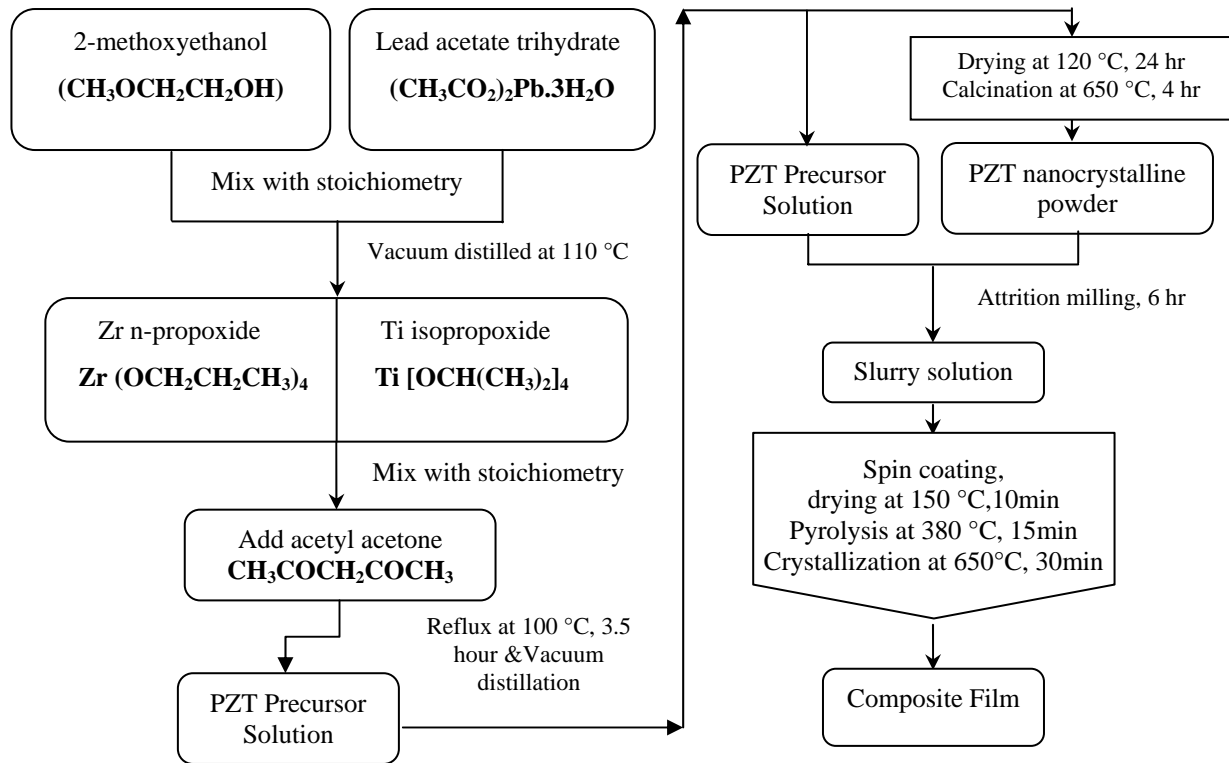 2-methoxyethanol
(CH₃OCH₂CH₂OH)
Lead acetate trihydrate
(CH₃CO₂)₂Pb.3H₂O
Mix with stoichiometry
Vacuum distilled at 110 °C
Zr n-propoxide
Zr (OCH₂CH₂CH₃)₄
Ti isopropoxide
Ti [OCH(CH₃)₂]₄
Mix with stoichiometry
Add acetyl acetone
CH₃COCH₂COCH₃
Reflux at 100 °C, 3.5
hour &Vacuum
distillation
PZT Precursor
Solution
Drying at 120 °C, 24 hr
Calcination at 650 °C, 4 hr
PZT Precursor
Solution
PZT nanocrystalline
powder
Attrition milling, 6 hr
Slurry solution
Spin coating,
drying at 150 °C,10min
Pyrolysis at 380 °C, 15min
Crystallization at 650°C, 30min
Composite Film